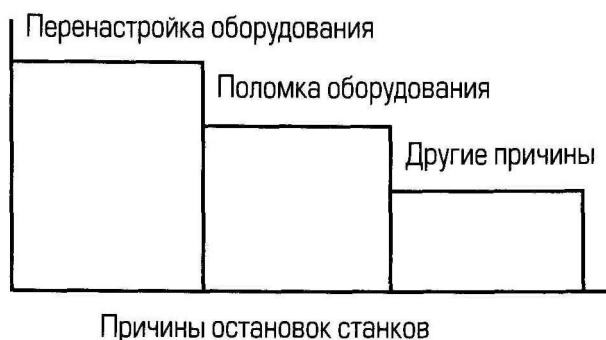 Перенастройка оборудования
Поломка оборудования
Другие причины
Причины остановок станков